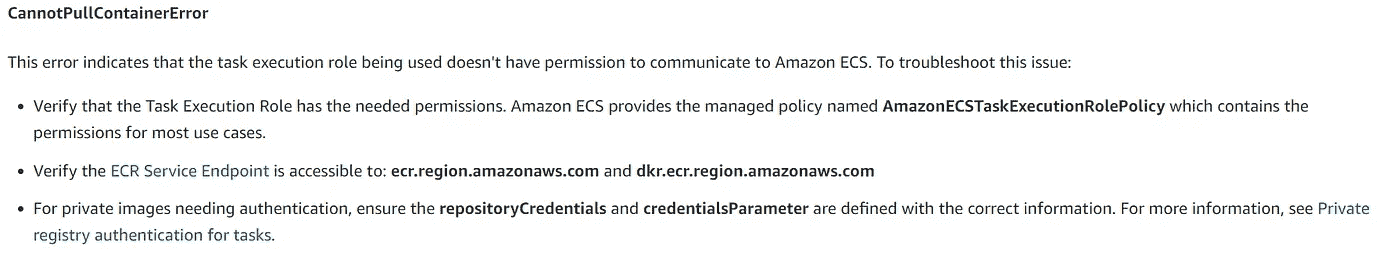 CannotPullContainerError
This error indicates that the task execution role being used doesn't have permission to communicate to Amazon ECS. To troubleshoot this issue:
• Verify that the Task Execution Role has the needed permissions. Amazon ECS provides the managed policy named AmazonECSTaskExecutionRolePolicy which contains the
permissions for most use cases.
• Verify the ECR Service Endpoint is accessible to: ecr.region.amazonaws.com and dkr.ecr.region.amazonaws.com
• For private images needing authentication, ensure the repositoryCredentials and credentialsParameter are defined with the correct information. For more information, see Private
registry authentication for tasks.